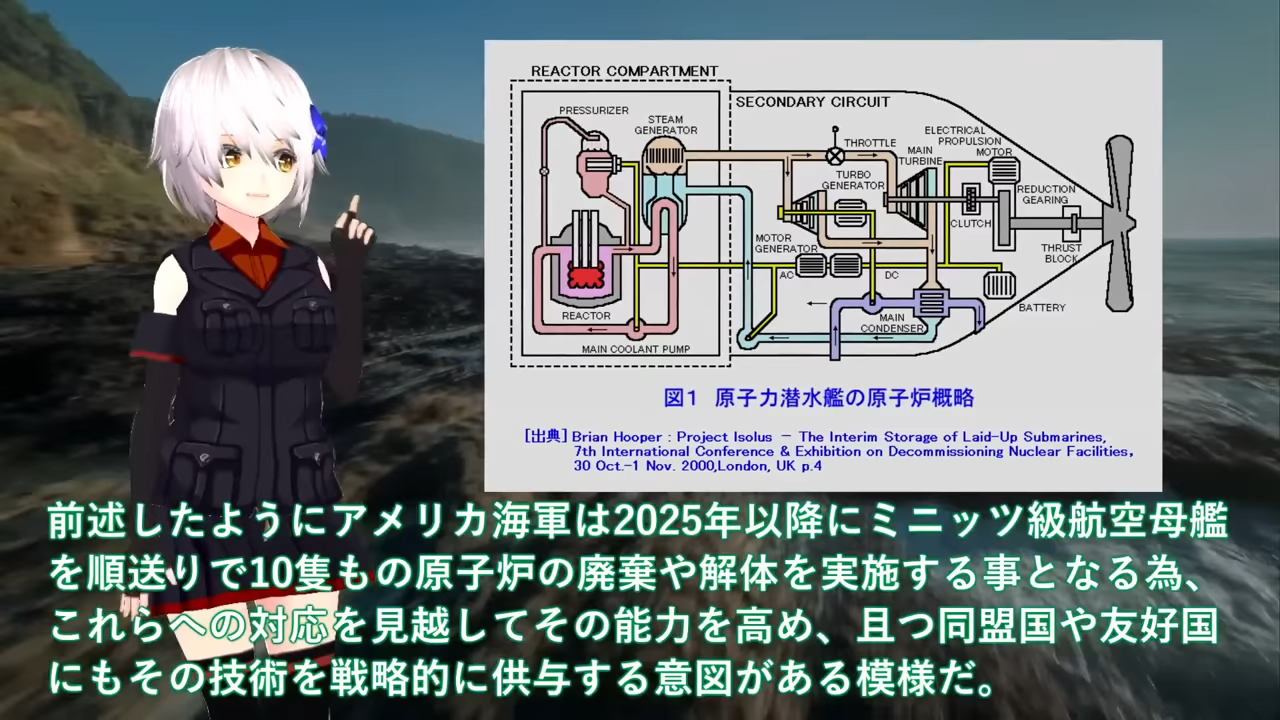 REACTOR COMPARTMENT
SECONDARY CIRCUIT
PRESSURIZER
STEAM
GENERATOR
THROTTLE
ELECTRICAL
PROPULSION
MOTOR
MAIN
TURBINE
TURBO
GENERATOR
REDUCTION
GEARING
CLUTCH
THRUST
BLOCK
MOTOR
GENERATOR
AC
DC
BATTERY
REACTOR
MAIN
CONDENSER
MAIN COOLANT PUMP
図1 原子力潜水艦の原子炉概略
[出典] Brian Hooper : Project Isolus − The Interim Storage of Laid-Up Submarines,
7th International Conference & Exhibition on Decommissioning Nuclear Facilities,
30 Oct.-1 Nov. 2000,London, UK p.4
前述したようにアメリカ海軍は2025年以降にミニッツ級航空母艦
を順送りで10隻もの原子炉の廃棄や解体を実施する事となる為、
これらへの対応を見越してその能力を高め、且つ同盟国や友好国
にもその技術を戦略的に供与する意図がある模様だ。